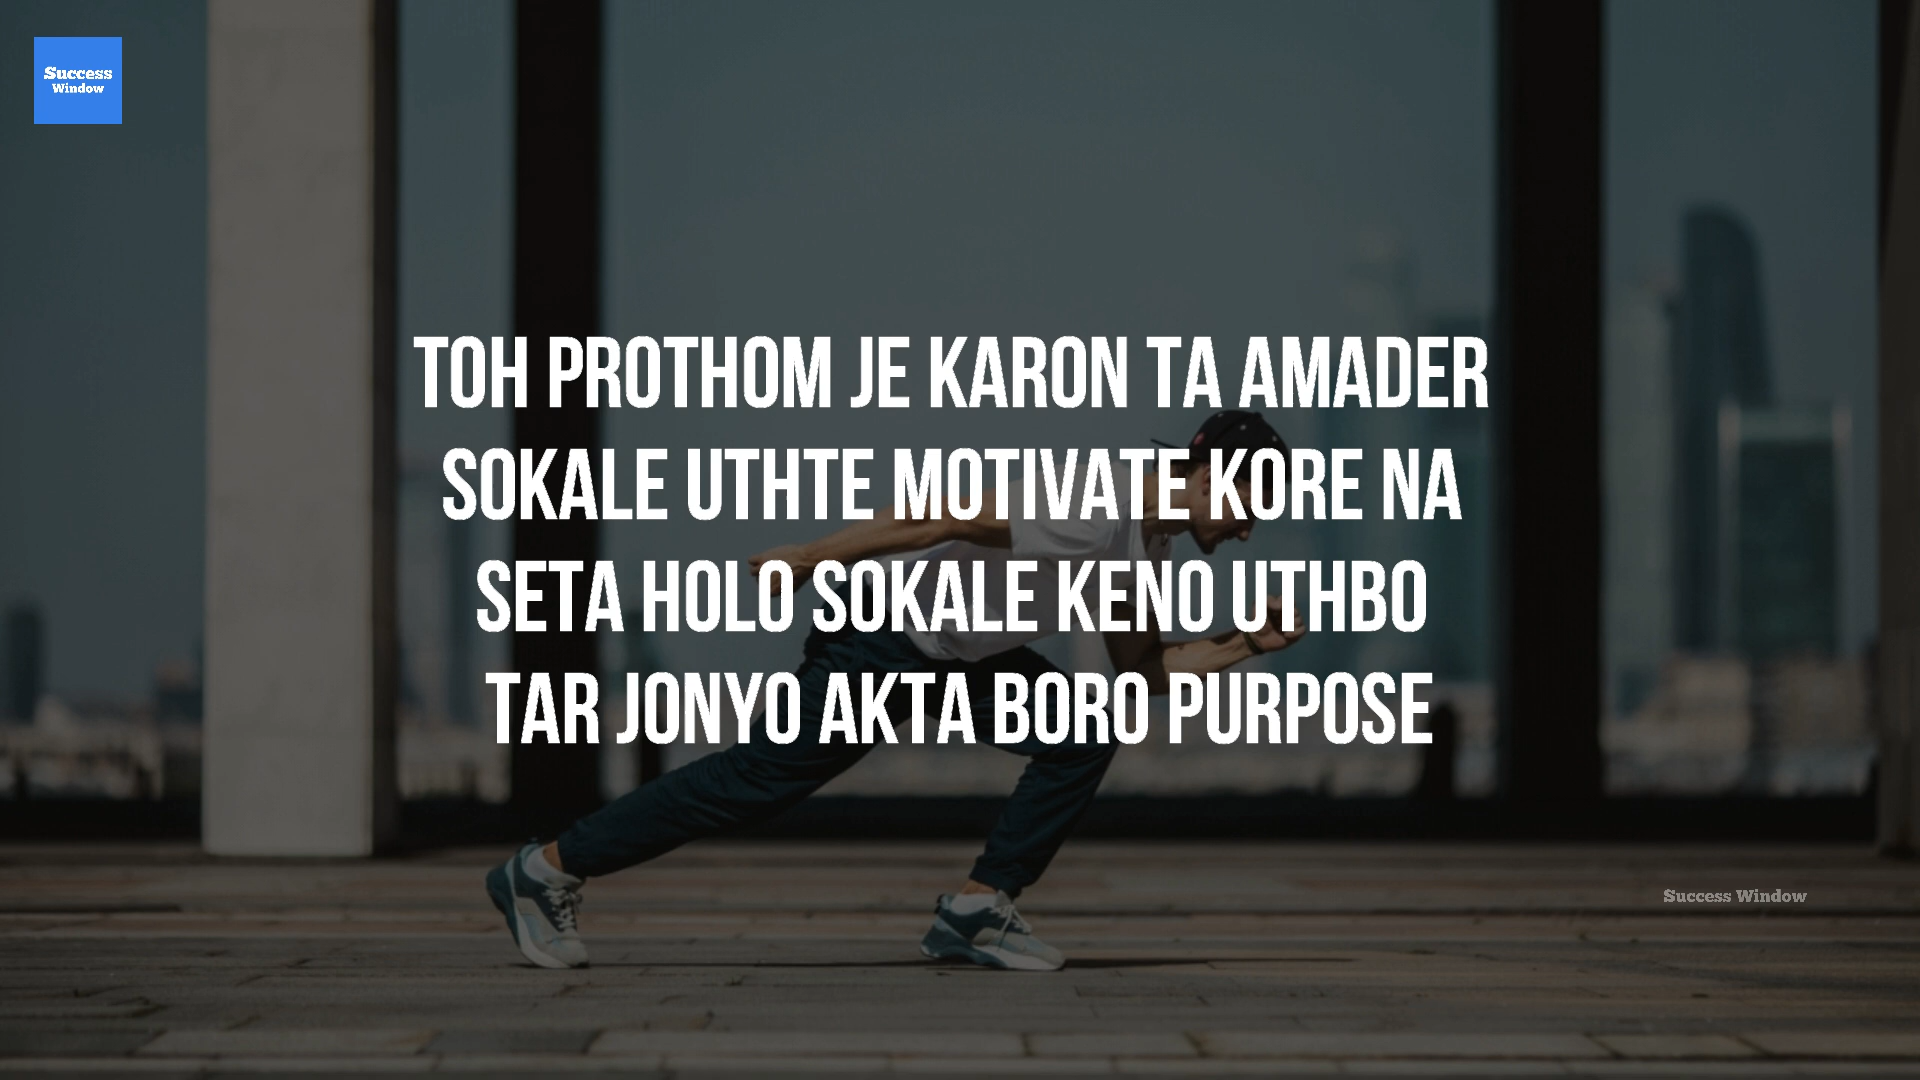 Success
Window
TOH PROTHOM JE KARON TA AMADER
SOKALE UTHTE MOTIVATE KORE NA
SETA HOLO SOKALE KENO UTHBO
TAR JONYO AKTA BORO PURPOSE
Success Window